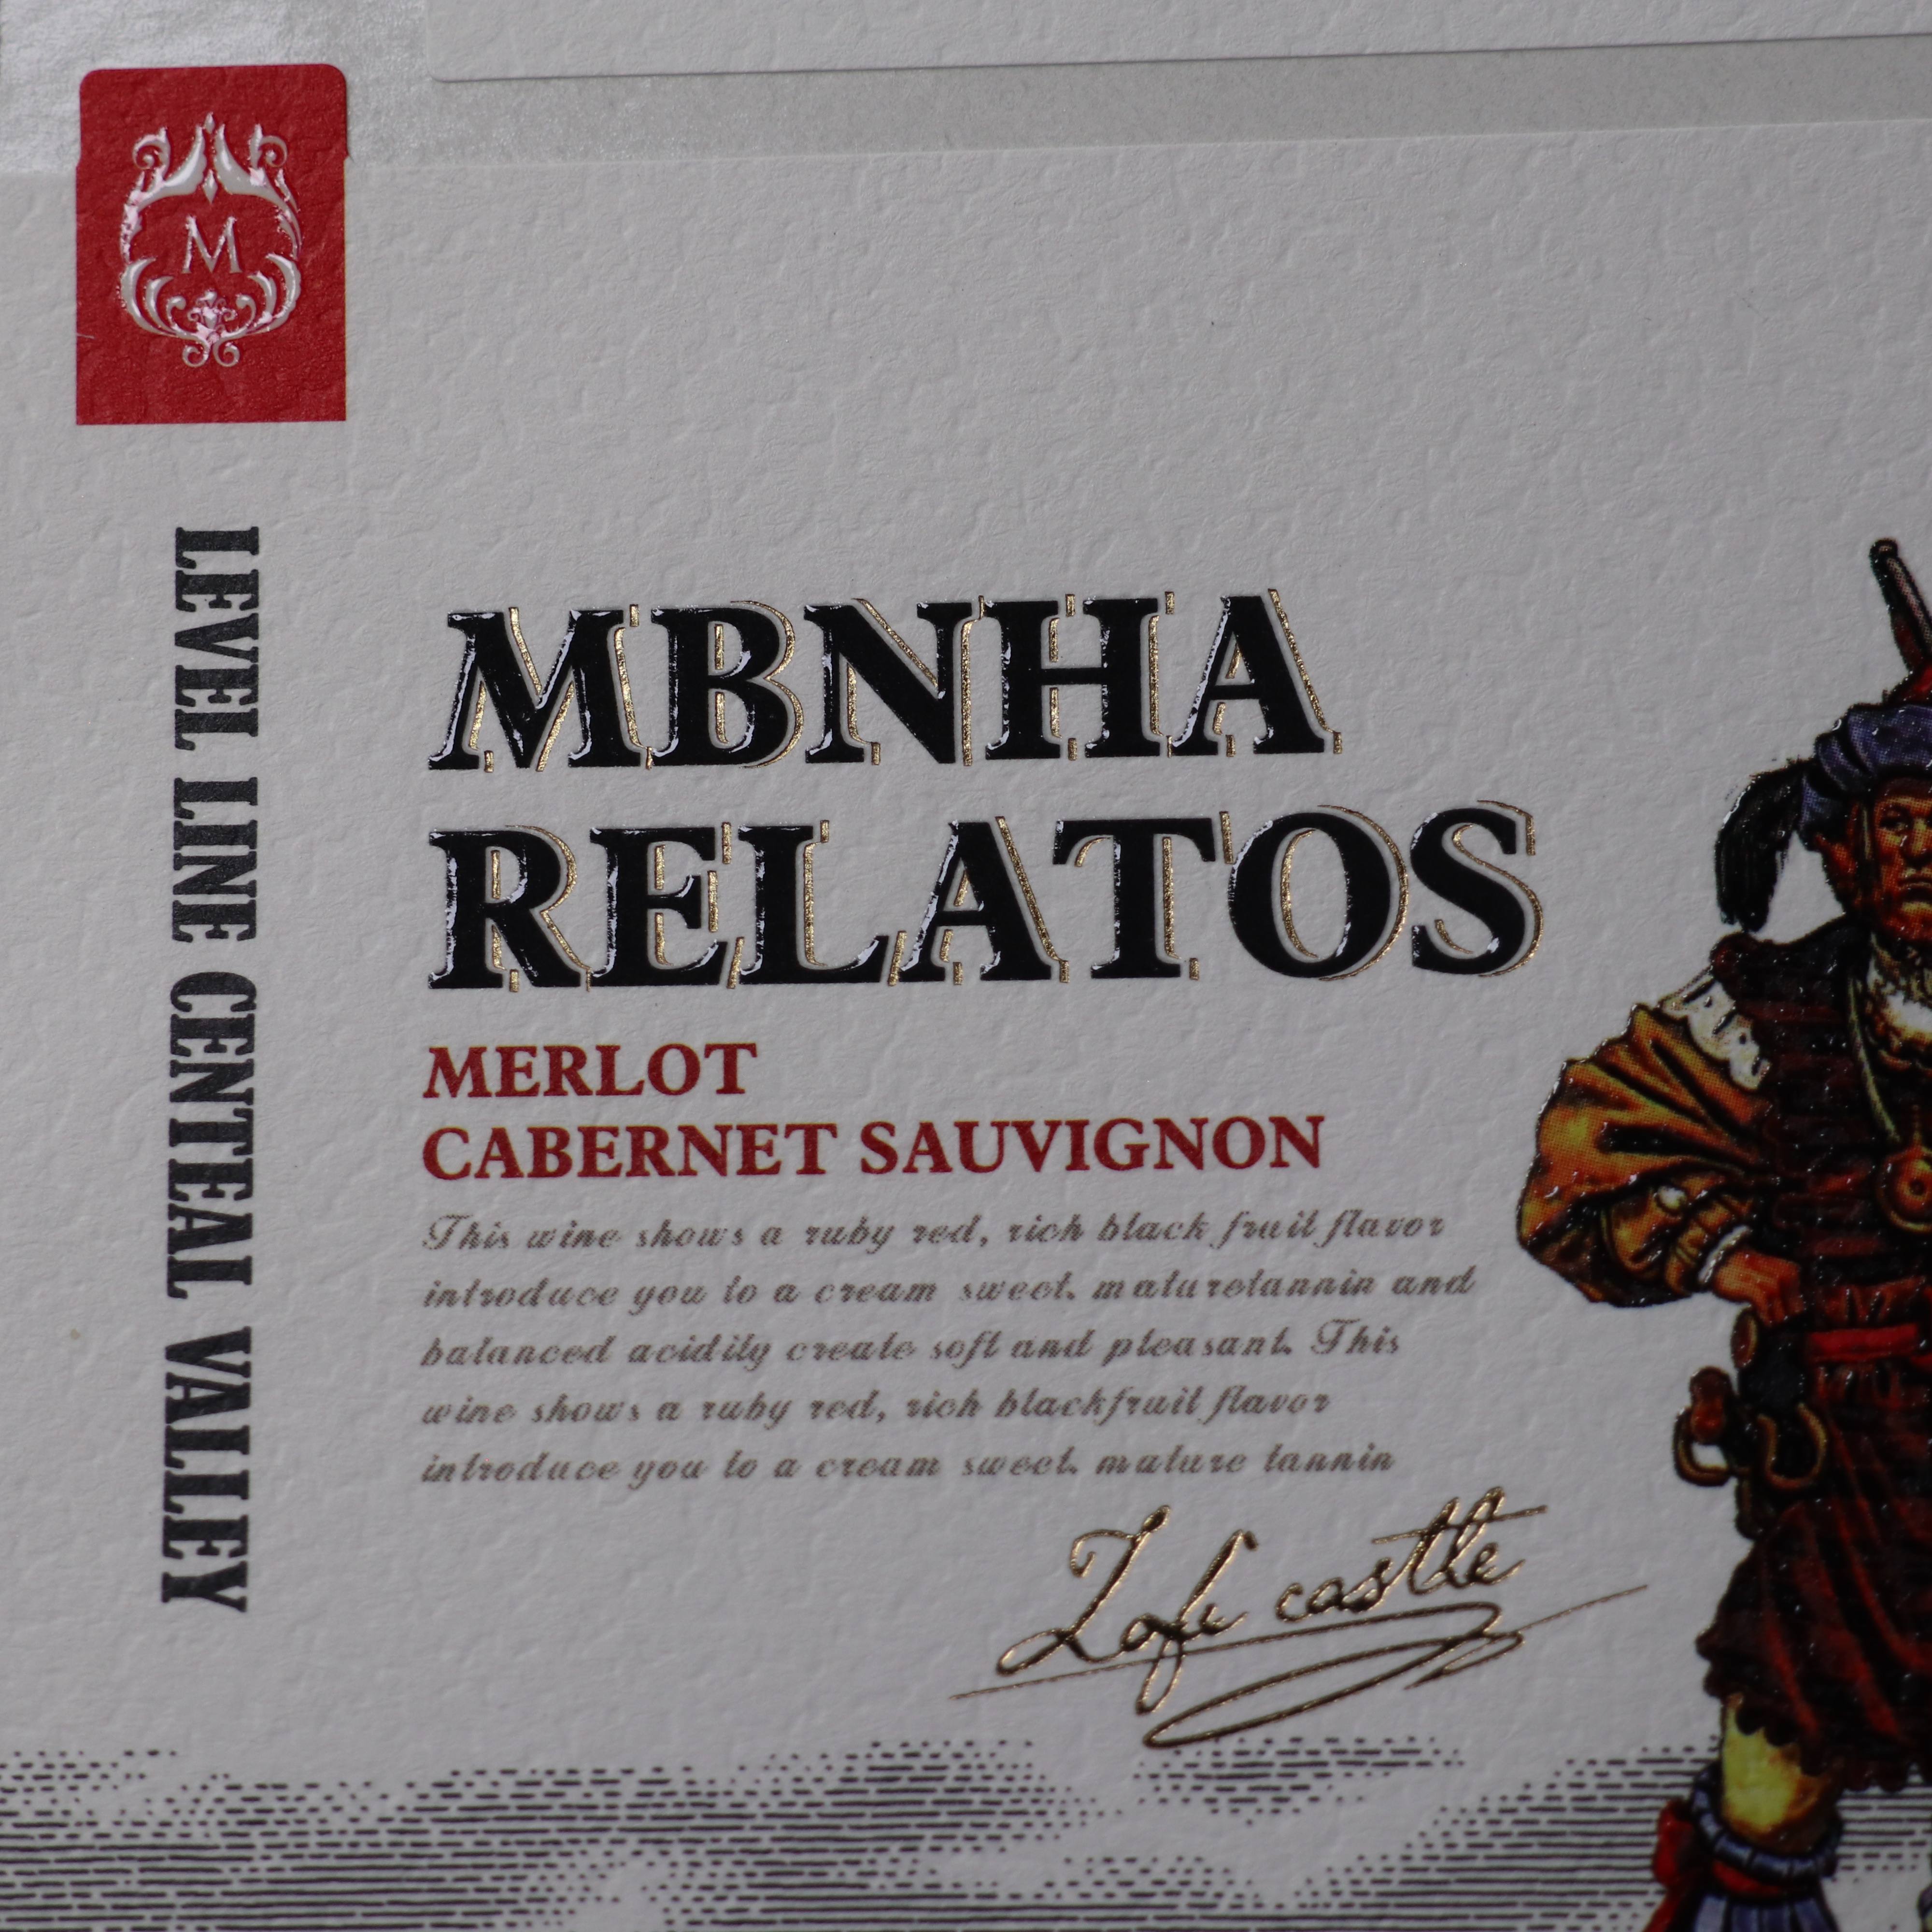 M
LEVEL LINE CENTEAL VALLEY
MBNHA
RELATOS
MERLOT
CABERNET SAUVIGNON
This wine shows a ruby red, rich black fruit flavor
introduce you to a cream sweet. maturetannin and
balanced acidity create soft and pleasant. This
wine shows a ruby red, rich blackfruit flavor
introduce you to a cream sweet. mature tannin
Lofi castle